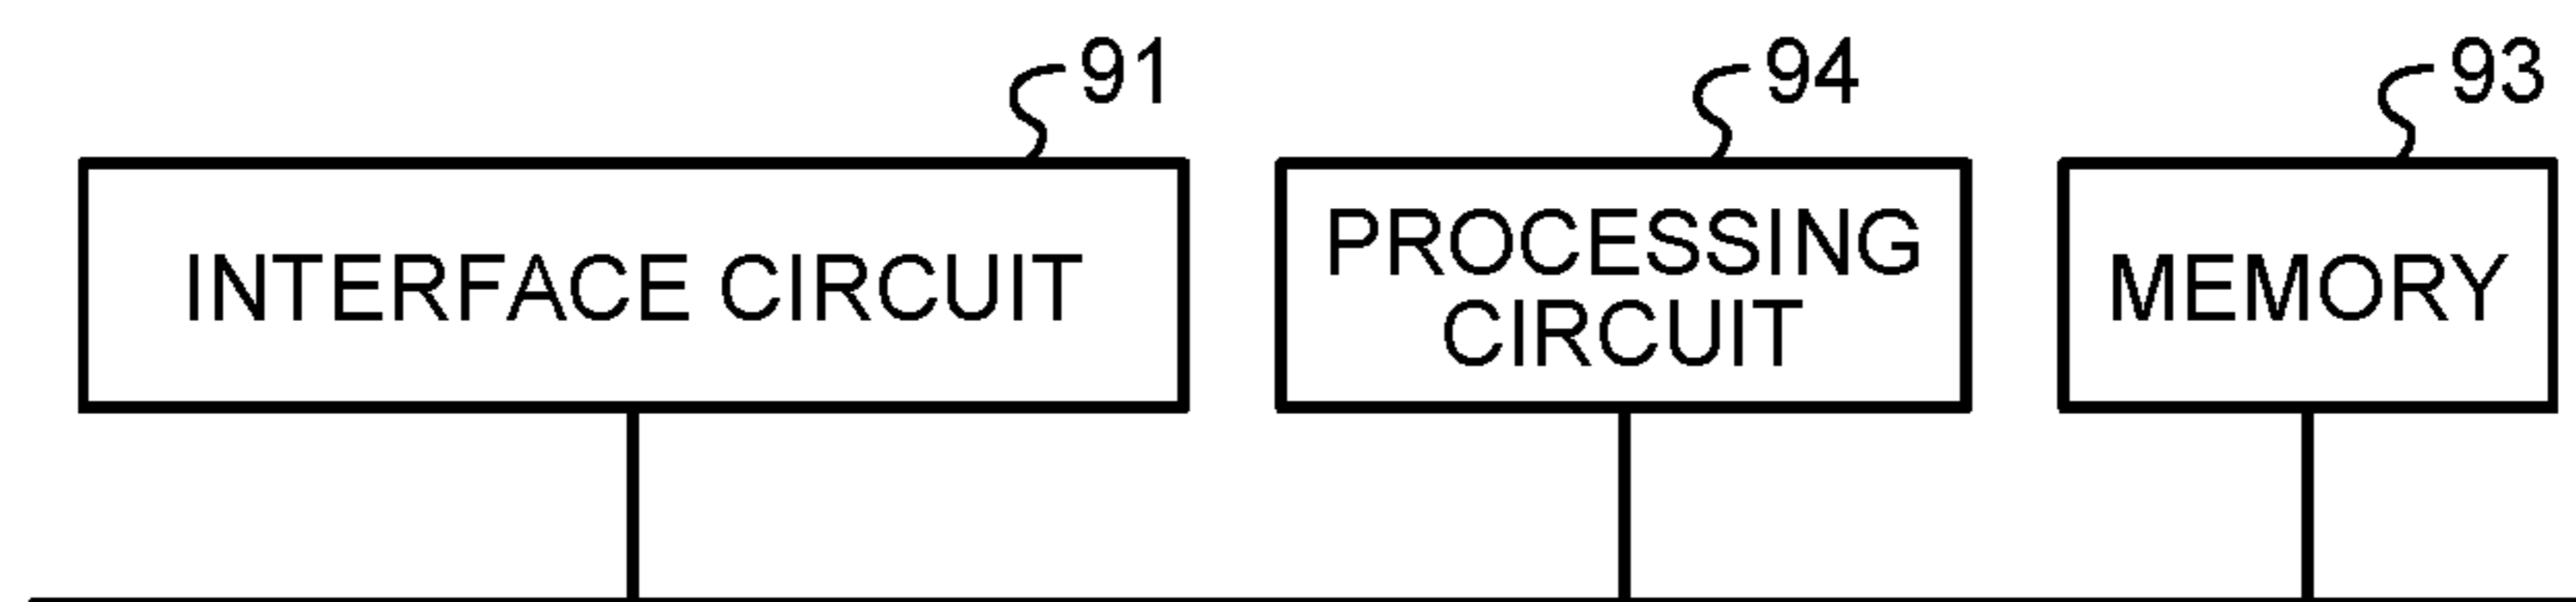 91
94
93
INTERFACE CIRCUIT
PROCESSING
CIRCUIT
MEMORY